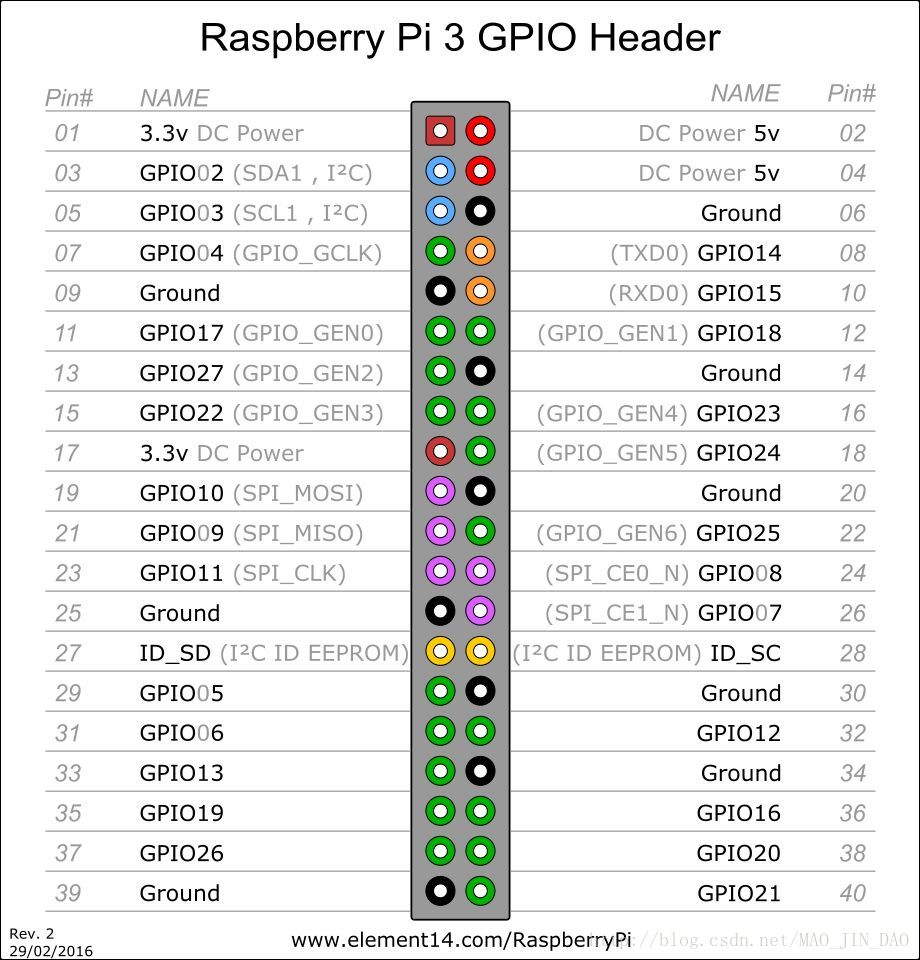 Raspberry Pi 3 GPIO Header
Pin# NAME NAME Pin#
01 3.3v DC Power DC Power 5v 02
03 GPIO02 (SDA1 , I²C) DC Power 5v 04
05 GPIO03 (SCL1 , I²C) Ground 06
07 GPIO04 (GPIO_GCLK) (TXD0) GPIO14 08
09 Ground (RXD0) GPIO15 10
11 GPIO17 (GPIO_GEN0) (GPIO_GEN1) GPIO18 12
13 GPIO27 (GPIO_GEN2) Ground 14
15 GPIO22 (GPIO_GEN3) (GPIO_GEN4) GPIO23 16
17 3.3v DC Power (GPIO_GEN5) GPIO24 18
19 GPIO10 (SPI_MOSI) Ground 20
21 GPIO09 (SPI_MISO) (GPIO_GEN6) GPIO25 22
23 GPIO11 (SPI_CLK) (SPI_CE0_N) GPIO08 24
25 Ground (SPI_CE1_N) GPIO07 26
27 ID_SD (I²C ID EEPROM) (I²C ID EEPROM) ID_SC 28
29 GPIO05 Ground 30
31 GPIO06 GPIO12 32
33 GPIO13 Ground 34
35 GPIO19 GPIO16 36
37 GPIO26 GPIO20 38
39 Ground GPIO21 40
Rev. 2
29/02/2016
www.element14.com/RaspberryPi
http://blog.csdn.net/MAO_JIN_DAO